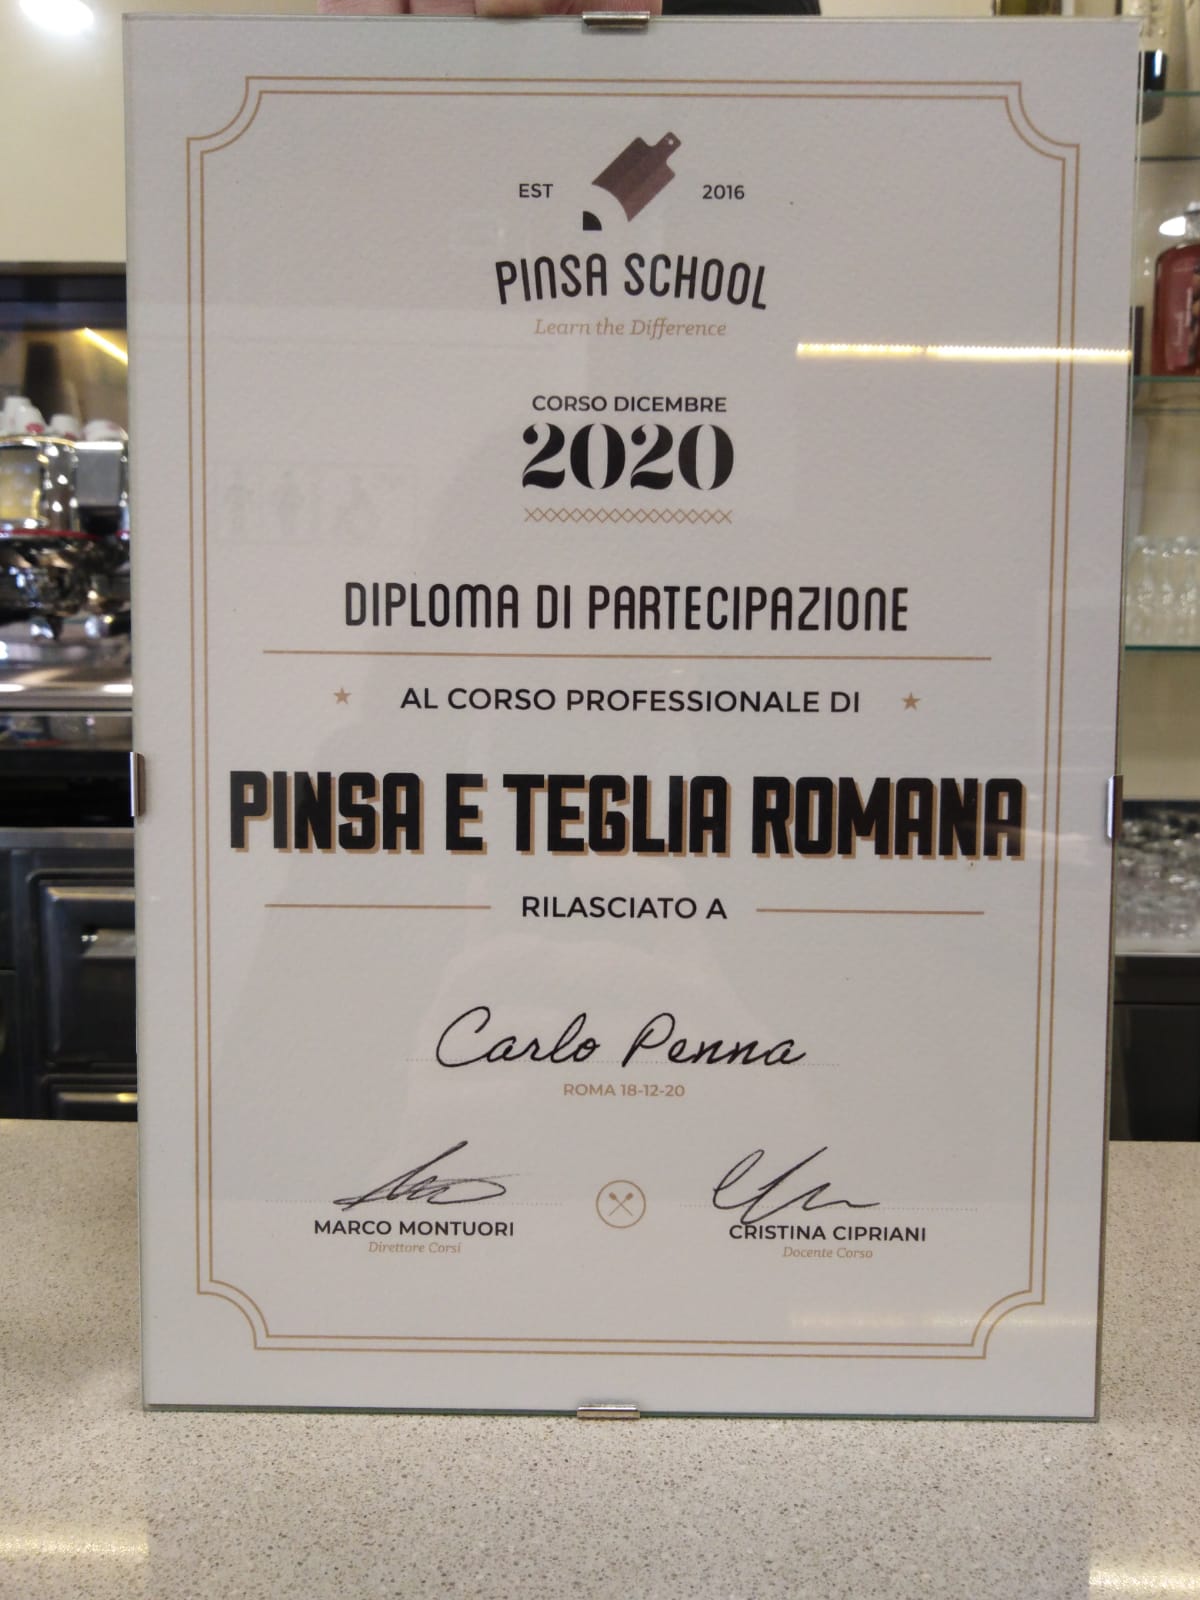 EST 2016
PINSA SCHOOL
Learn the Difference
CORSO DICEMBRE
2020
DIPLOMA DI PARTECIPAZIONE
AL CORSO PROFESSIONALE DI
PINSA E TEGLIA ROMANA
RILASCIATO A
Carlo Penna
ROMA 18-12-20
MARCO MONTUORI
Direttore Corsi
CRISTINA CIPRIANI
Docente Corso